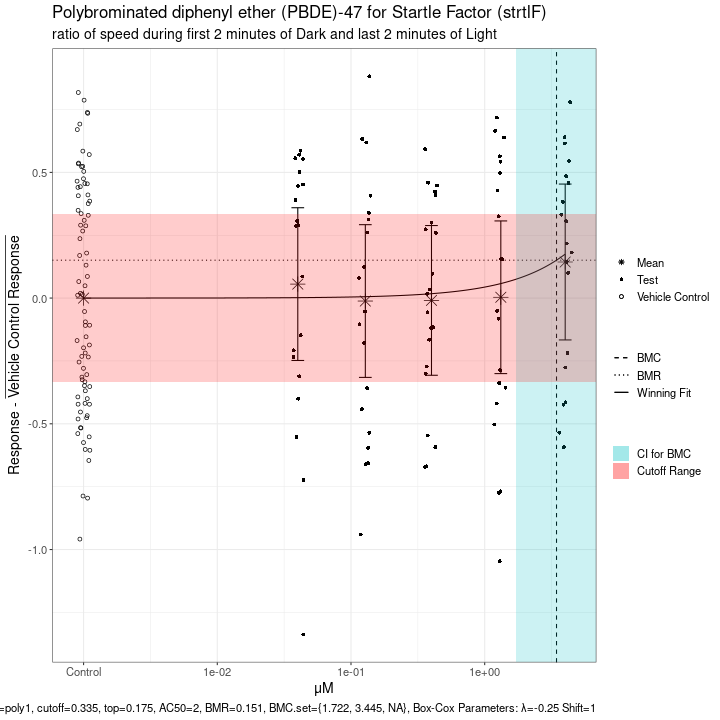 Polybrominated diphenyl ether (PBDE)-47 for Startle Factor (strtlF)
ratio of speed during first 2 minutes of Dark and last 2 minutes of Light
Response - Vehicle Control Response
0.5
0.0
-0.5
-1.0
Control
1e-02
1e-01
1e+00
μM
Mean
Test
Vehicle Control
BMC
BMR
Winning Fit
CI for BMC
Cutoff Range
=poly1, cutoff=0.335, top=0.175, AC50=2, BMR=0.151, BMC.set={1.722, 3.445, NA}, Box-Cox Parameters: λ=-0.25 Shift=1